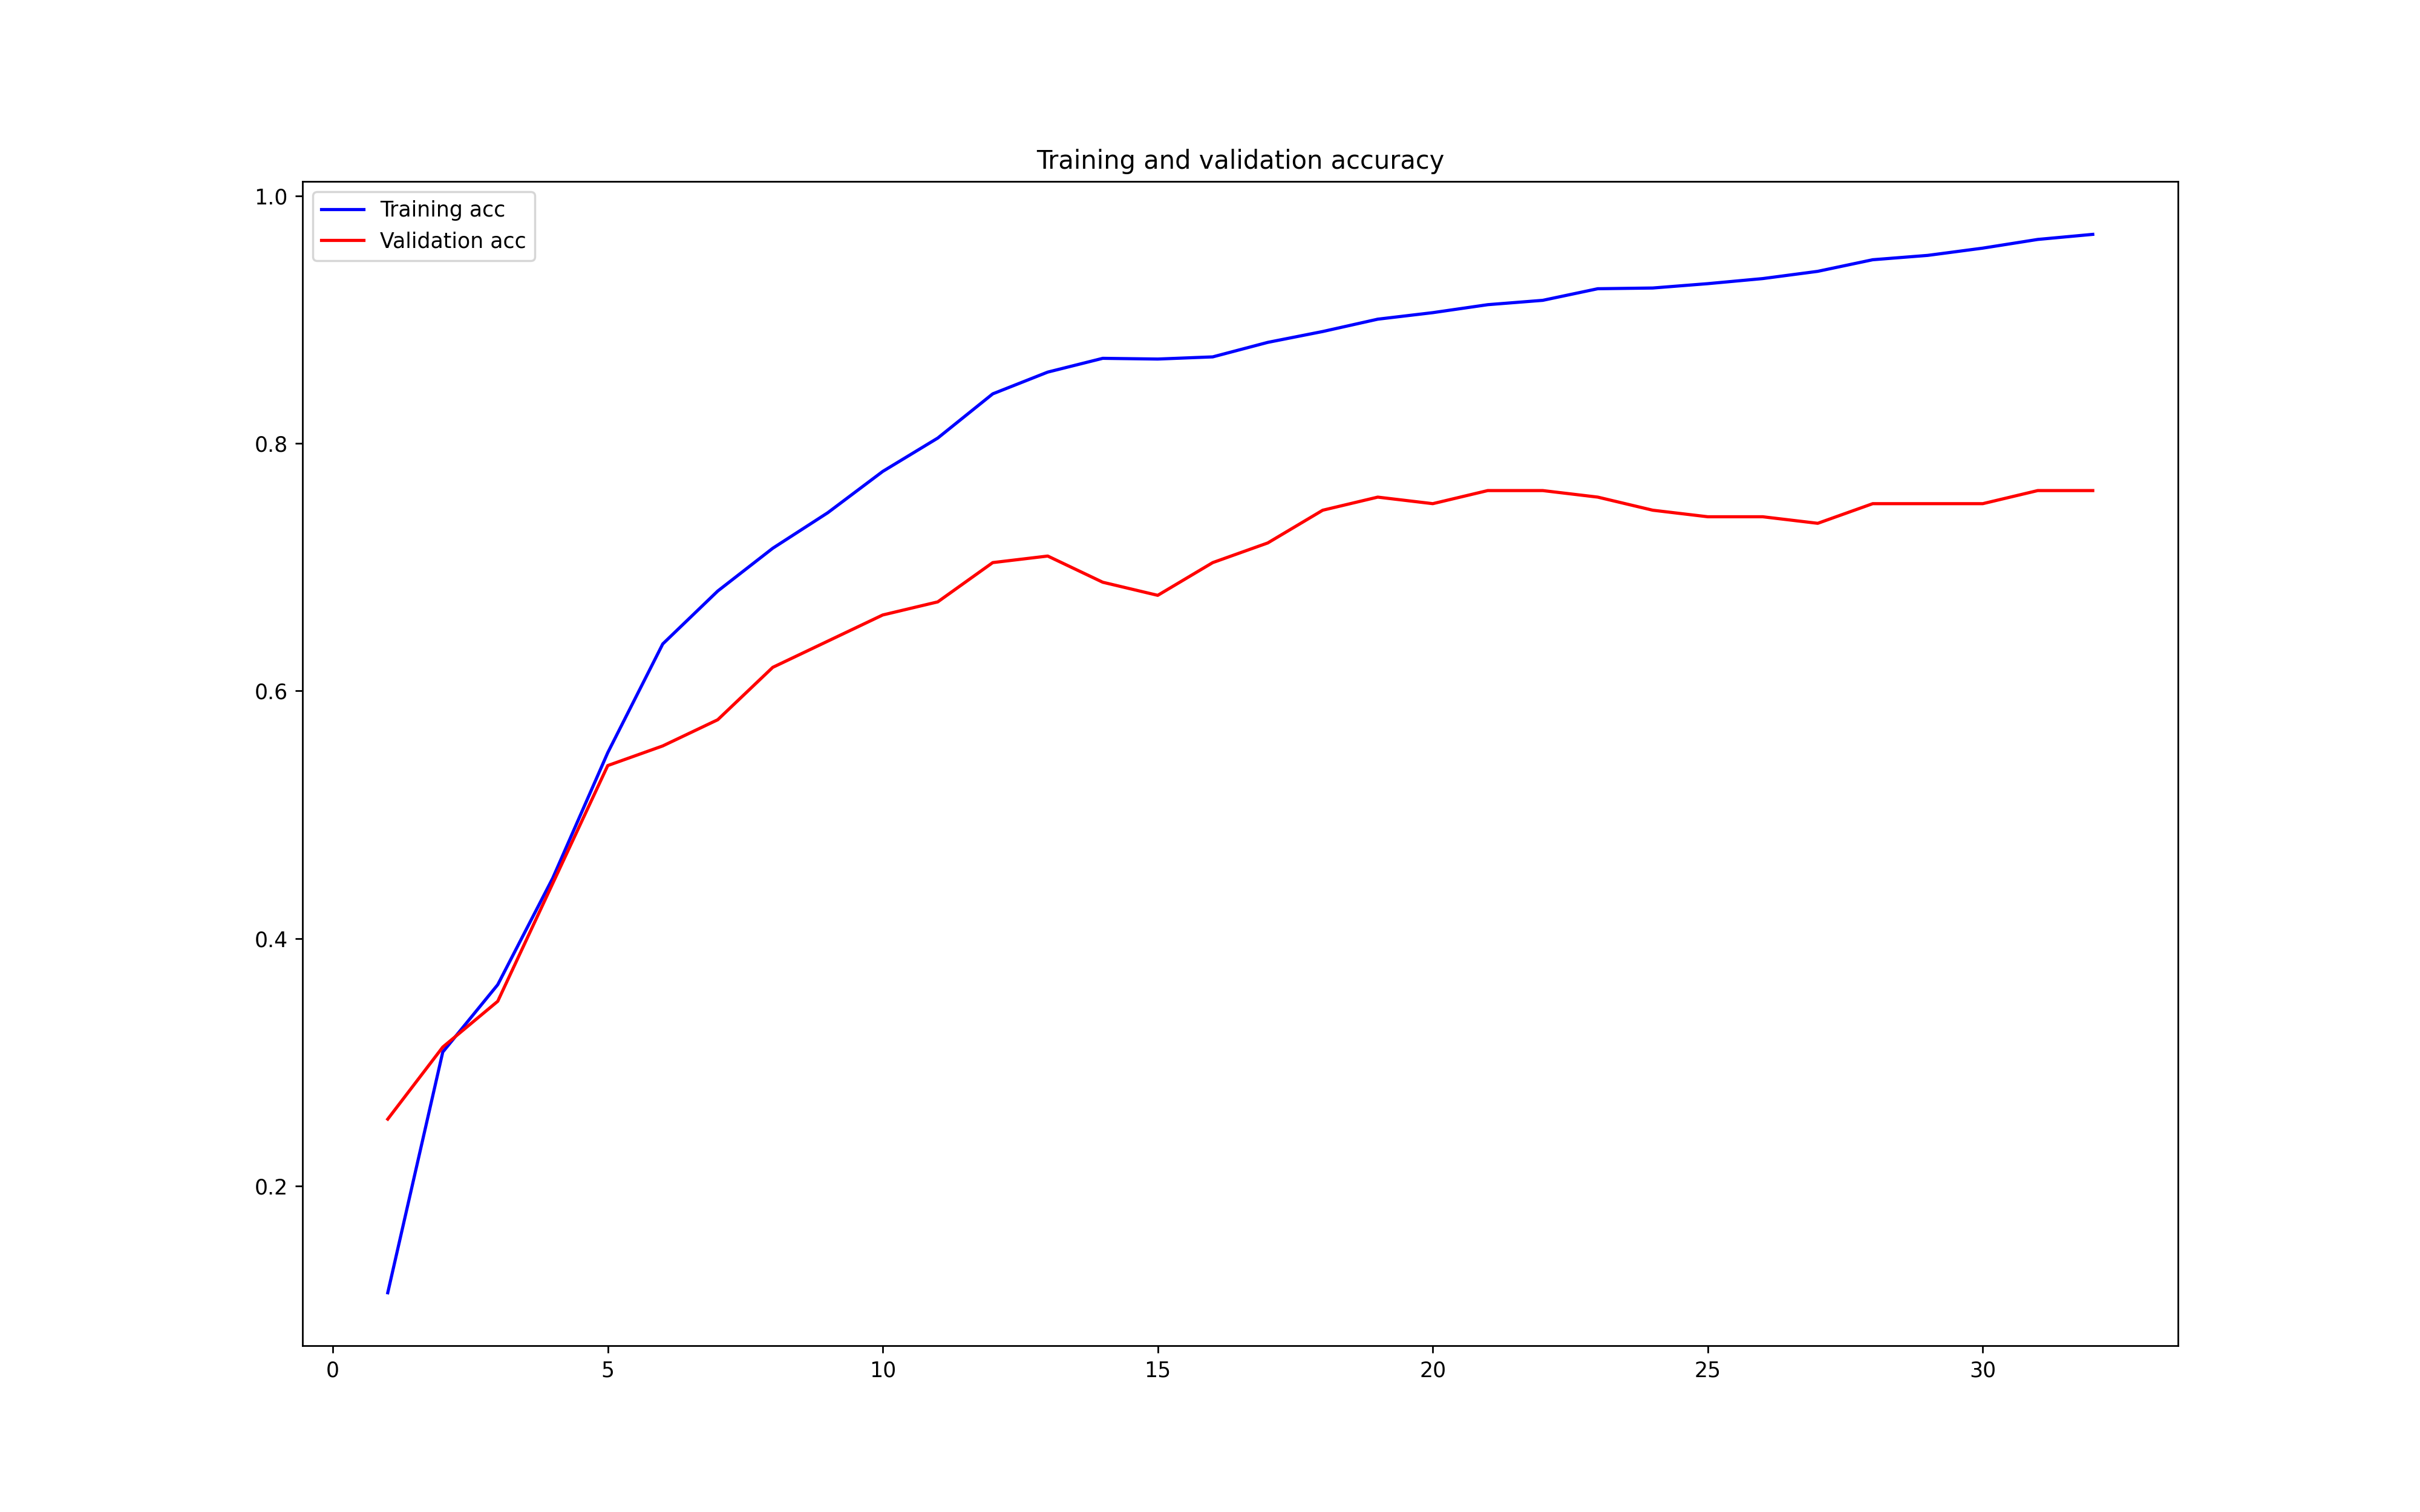 Training and validation accuracy
1.0
Training acc
Validation acc
0.8
0.6
0.4
0.2
0 5 10 15 20 25 30